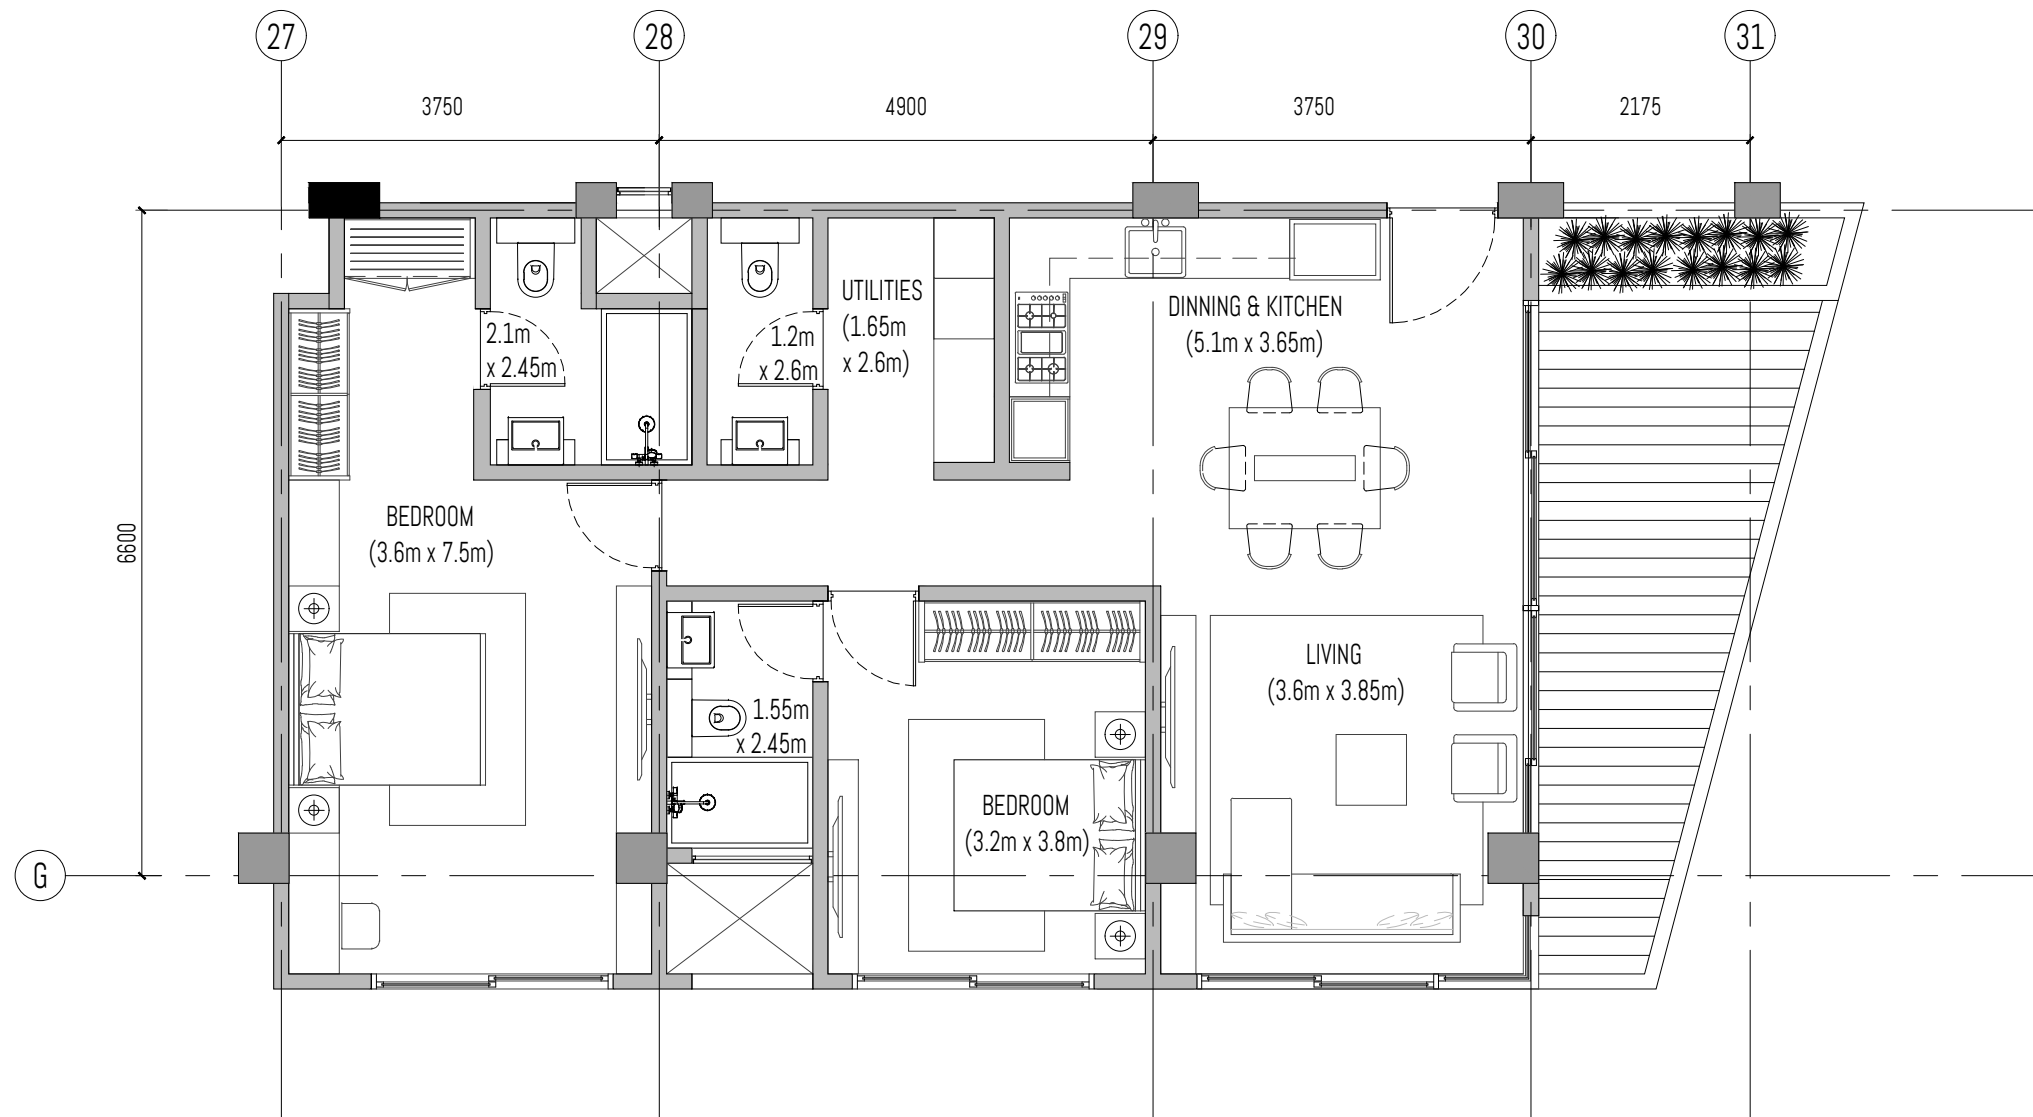 27
28
29
30
31
3750
4900
3750
2175
6600
G
UTILITIES
(1.65m
x 2.6m)
DINNING & KITCHEN
(5.1m x 3.65m)
2.1m
x 2.45m
1.2m
x 2.6m
BEDROOM
(3.6m x 7.5m)
LIVING
(3.6m x 3.85m)
1.55m
x 2.45m
BEDROOM
(3.2m x 3.8m)